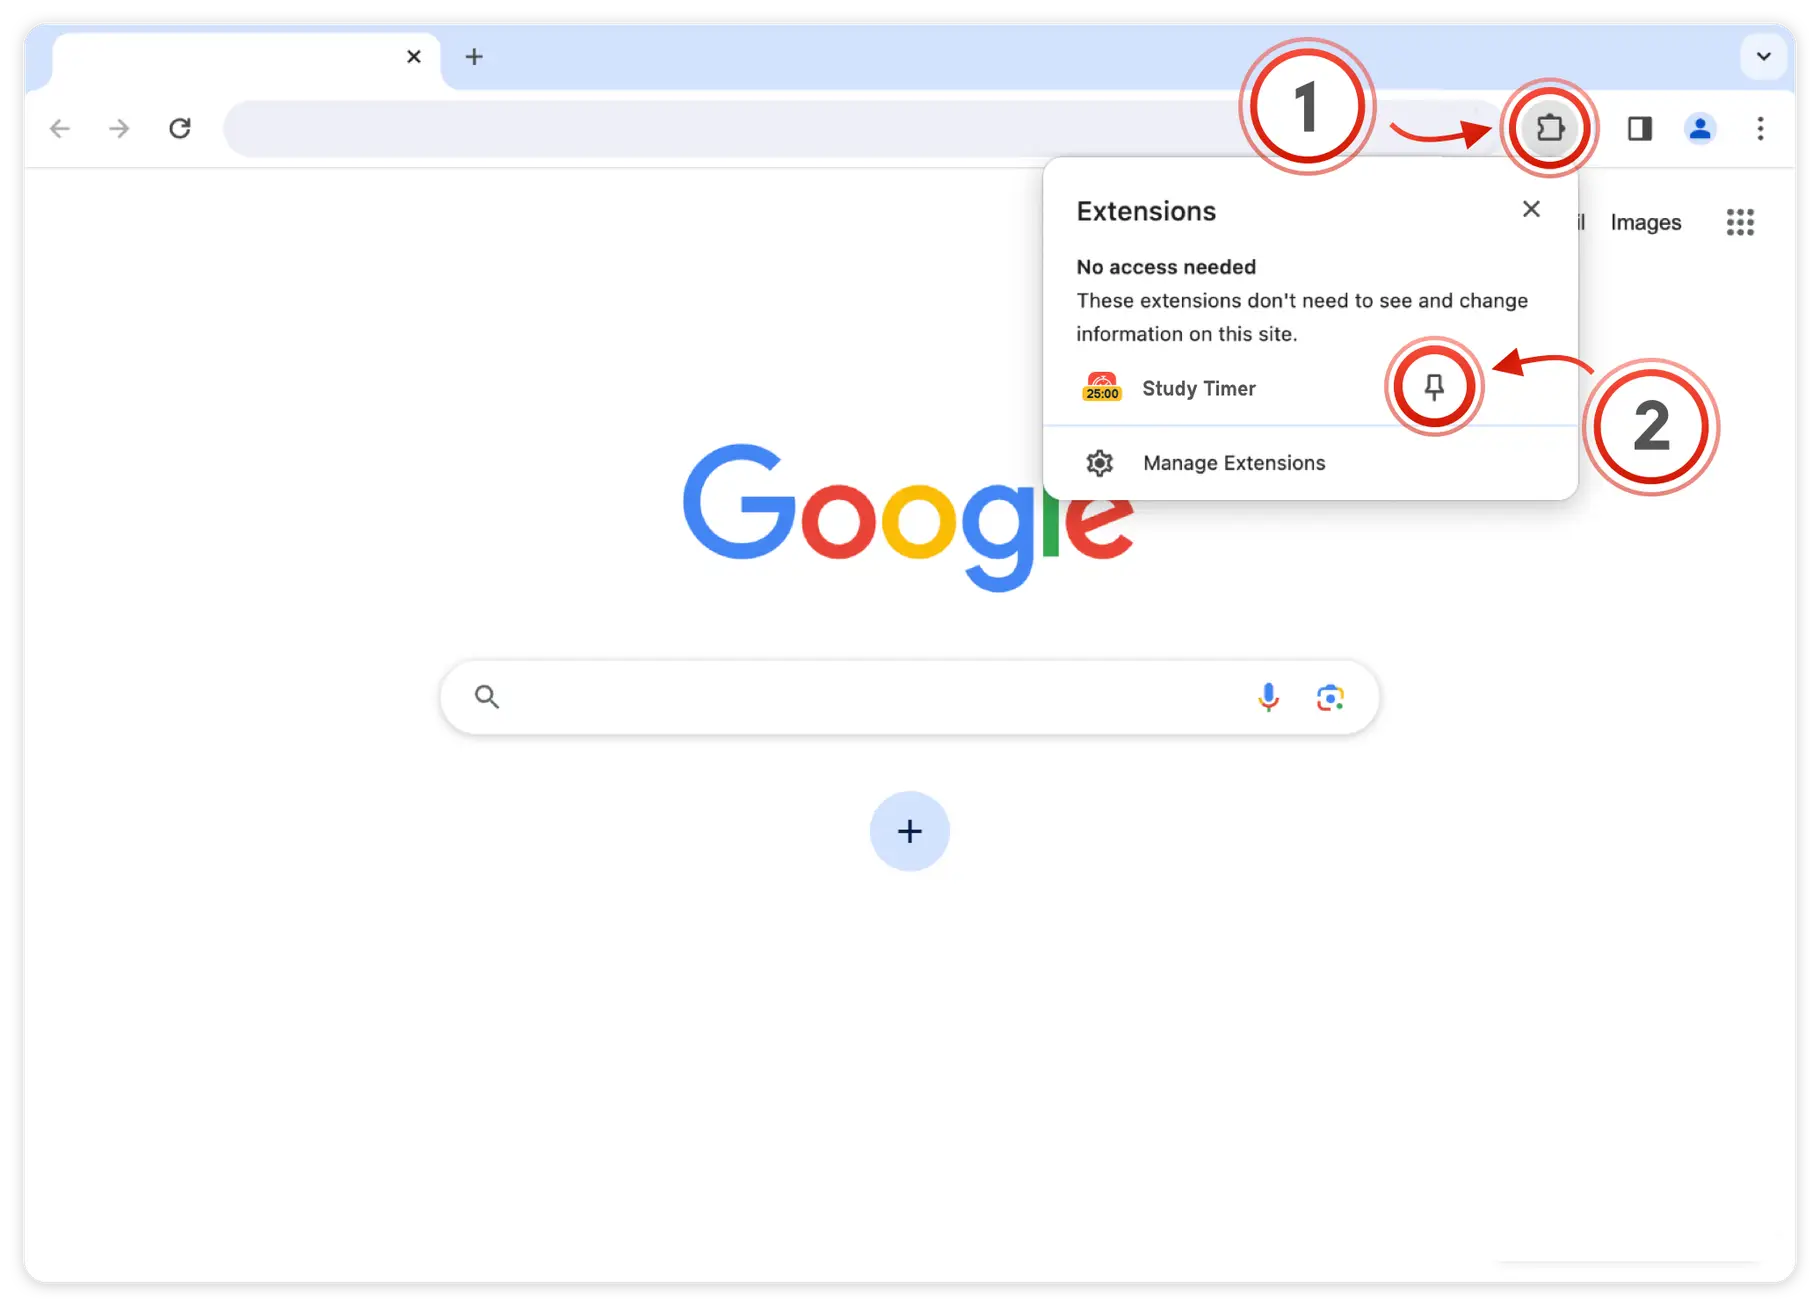 1
Extensions
il Images
No access needed
These extensions don't need to see and change
information on this site.
25:00 Study Timer
2
Manage Extensions
Google